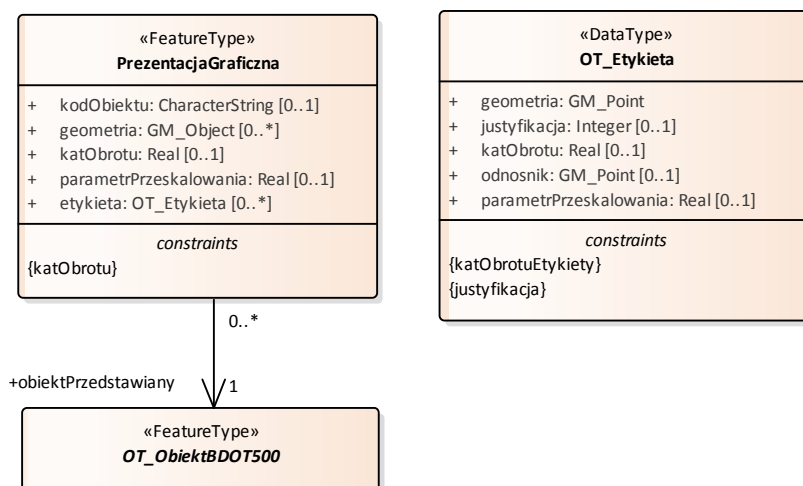 «FeatureType»
PrezentacjaGraficzna
+ kodObiektu: CharacterString [0..1]
+ geometria: GM_Object [0..*]
+ katObrotu: Real [0..1]
+ parametrPrzeskalowania: Real [0..1]
+ etykieta: OT_Etykieta [0..*]
constraints
{katObrotu}
«DataType»
OT_Etykieta
+ geometria: GM_Point
+ justyfikacja: Integer [0..1]
+ katObrotu: Real [0..1]
+ odnosnik: GM_Point [0..1]
+ parametrPrzeskalowania: Real [0..1]
constraints
{katObrotuEtykiety}
{justyfikacja}
0..*
+obiektPrzedstawiany 1
«FeatureType»
OT_ObiektBDOT500